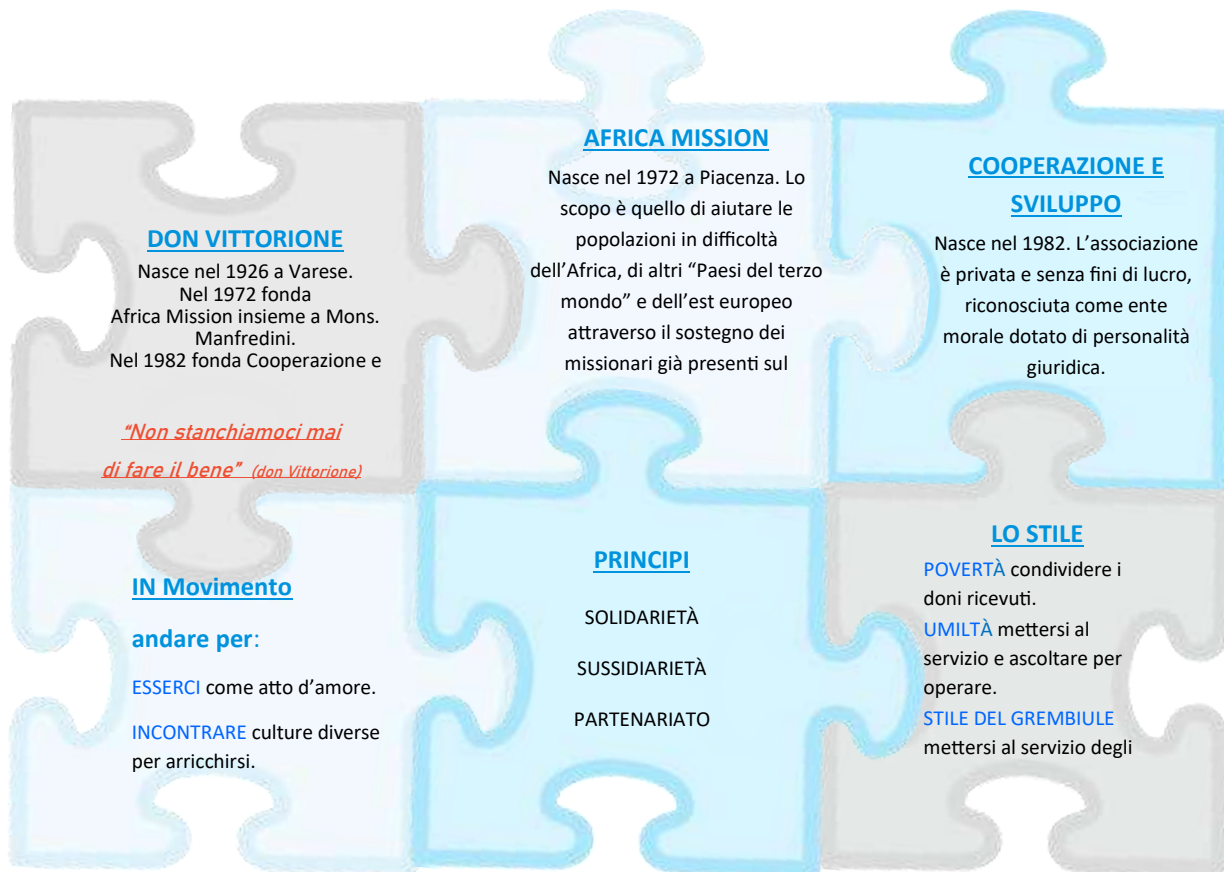 DON VITTORIONE
Nasce nel 1926 a Varese.
Nel 1972 fonda
Africa Mission insieme a Mons.
Manfredini.
Nel 1982 fonda Cooperazione e
“Non stanchiamoci mai
di fare il bene” (don Vittorione)
AFRICA MISSION
Nasce nel 1972 a Piacenza. Lo
scopo è quello di aiutare le
popolazioni in difficoltà
dell’Africa, di altri “Paesi del terzo
mondo” e dell’est europeo
attraverso il sostegno dei
missionari già presenti sul
COOPERAZIONE E
SVILUPPO
Nasce nel 1982. L’associazione
è privata e senza fini di lucro,
riconosciuta come ente
morale dotato di personalità
giuridica.
IN Movimento
andare per:
ESSERCI come atto d’amore.
INCONTRARE culture diverse
per arricchirsi.
PRINCIPI
SOLIDARIETÀ
SUSSIDIARIETÀ
PARTENARIATO
LO STILE
POVERTÀ condividere i
doni ricevuti.
UMILTÀ mettersi al
servizio e ascoltare per
operare.
STILE DEL GREMBIULE
mettersi al servizio degli